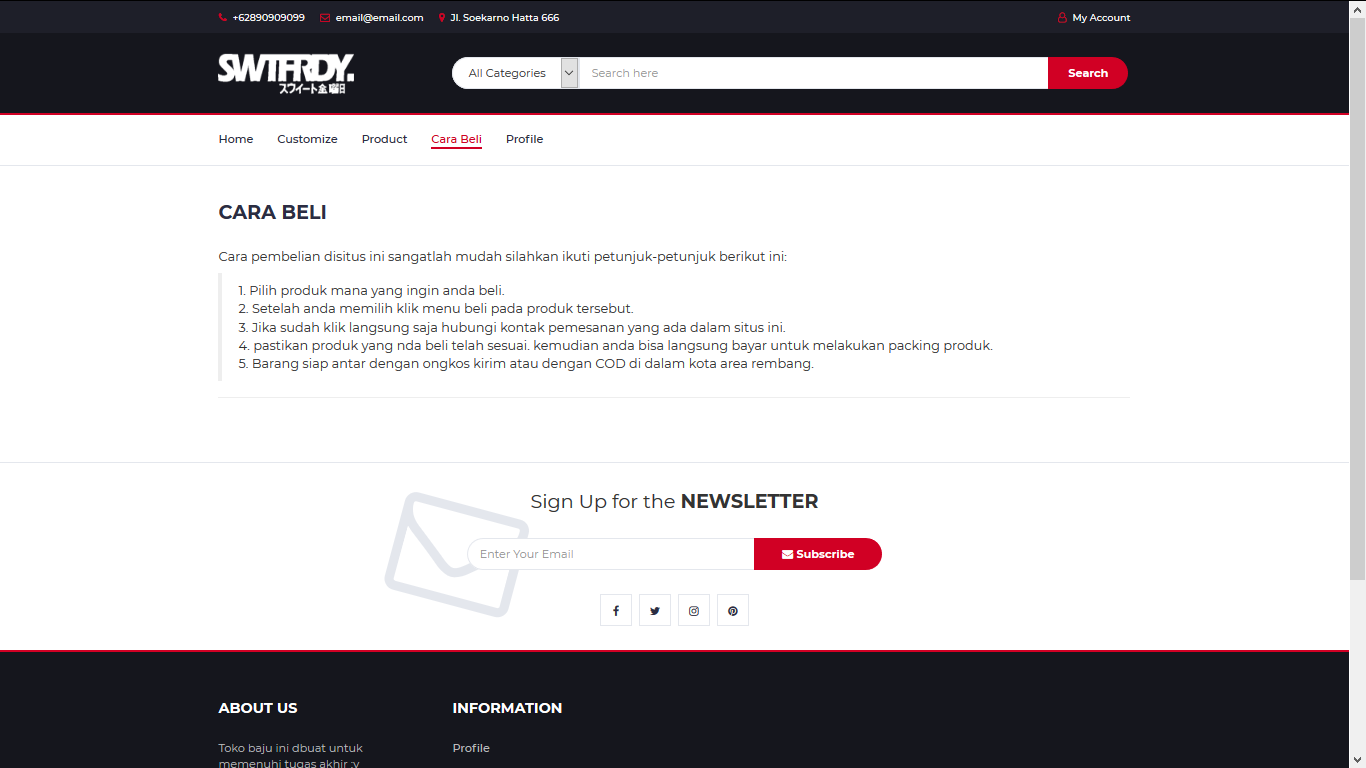 +62890909099 email@email.com Jl. Soekarno Hatta 666 My Account
SWTFRDY.
スウィート金曜日
All Categories Search here Search
Home Customize Product Cara Beli Profile
CARA BELI
Cara pembelian disitus ini sangatlah mudah silahkan ikuti petunjuk-petunjuk berikut ini:
1. Pilih produk mana yang ingin anda beli.
2. Setelah anda memilih klik menu beli pada produk tersebut.
3. Jika sudah klik langsung saja hubungi kontak pemesanan yang ada dalam situs ini.
4. pastikan produk yang nda beli telah sesuai. kemudian anda bisa langsung bayar untuk melakukan packing produk.
5. Barang siap antar dengan ongkos kirim atau dengan COD di dalam kota area rembang.
Sign Up for the NEWSLETTER
Enter Your Email Subscribe
ABOUT US INFORMATION
Toko baju ini dbuat untuk Profile
memenuhi tugas akhir :v